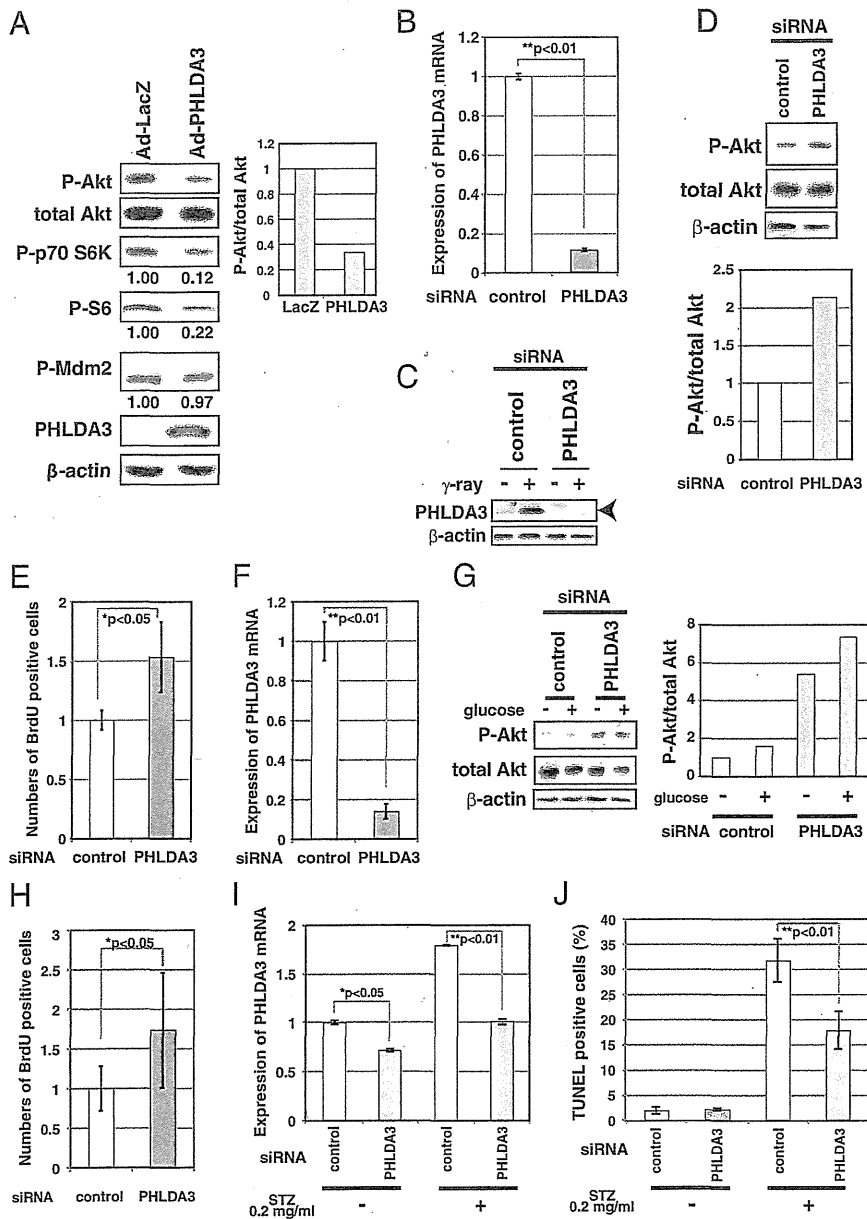 A
Ad-LacZ
Ad-PHLDA3
P-Akt
total Akt
P-p70 S6K
1.00 0.12
P-S6
1.00 0.22
P-Mdm2
1.00 0.97
PHLDA3
β-actin
P-Akt/total Akt
1.2
1
0.8
0.6
0.4
0.2
0
LacZ PHLDA3
B
Expression of PHLDA3 mRNA
1.2
1
0.8
0.6
0.4
0.2
0
**p<0.01
siRNA control PHLDA3
C
siRNA
control
PHLDA3
γ-ray - + - +
PHLDA3
β-actin
D
siRNA
control
PHLDA3
P-Akt
total Akt
β-actin
P-Akt/total Akt
2.5
2
1.5
1
0.5
0
siRNA control PHLDA3
E
Numbers of BrdU positive cells
2
1.5
1
0.5
0
*p<0.05
siRNA control PHLDA3
F
Expression of PHLDA3 mRNA
1.2
1
0.8
0.6
0.4
0.2
0
**p<0.01
siRNA control PHLDA3
G
siRNA
control
PHLDA3
glucose - + - +
P-Akt
total Akt
β-actin
P-Akt/total Akt
8
6
4
2
0
glucose - + - +
siRNA control PHLDA3
H
Numbers of BrdU positive cells
3
2.5
2
1.5
1
0.5
0
*p<0.05
siRNA control PHLDA3
I
Expression of PHLDA3 mRNA
2
1.5
1
0.5
0
*p<0.05
**p<0.01
siRNA control PHLDA3 control PHLDA3
STZ
0.2 mg/ml - +
J
TUNEL positive cells (%)
40
35
30
25
20
15
10
5
0
**p<0.01
siRNA control PHLDA3 control PHLDA3
STZ
0.2 mg/ml - +